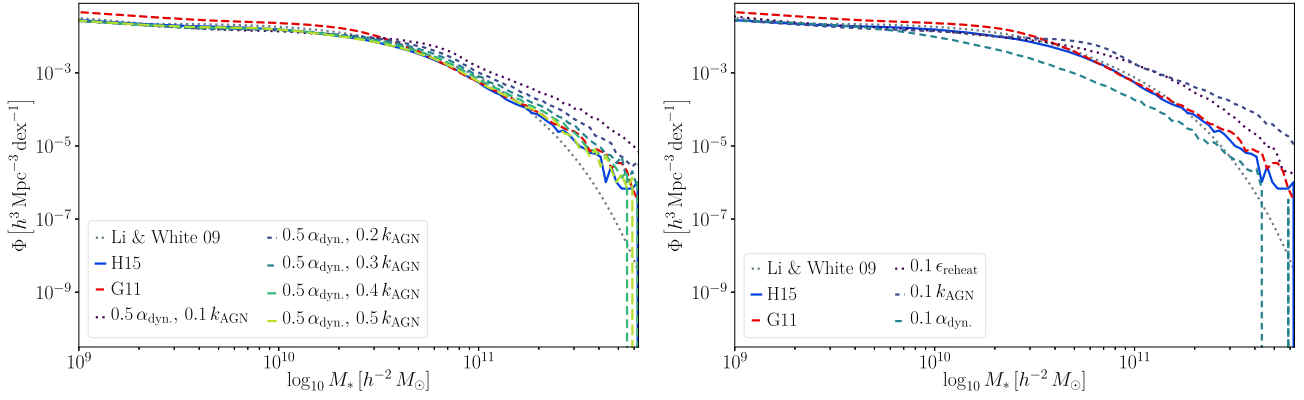 10⁻³
10⁻⁵
10⁻⁷
10⁻⁹
Φ [h³ Mpc⁻³ dex⁻¹]
Li & White 09
H15
G11
0.5 α_dyn., 0.1 k_AGN
0.5 α_dyn., 0.2 k_AGN
0.5 α_dyn., 0.3 k_AGN
0.5 α_dyn., 0.4 k_AGN
0.5 α_dyn., 0.5 k_AGN
10⁹
10¹⁰
10¹¹
log₁₀ M_* [h⁻² M_⊙]
10⁻³
10⁻⁵
10⁻⁷
10⁻⁹
Φ [h³ Mpc⁻³ dex⁻¹]
Li & White 09
H15
G11
0.1 ϵ_reheat
0.1 k_AGN
0.1 α_dyn.
10⁹
10¹⁰
10¹¹
log₁₀ M_* [h⁻² M_⊙]